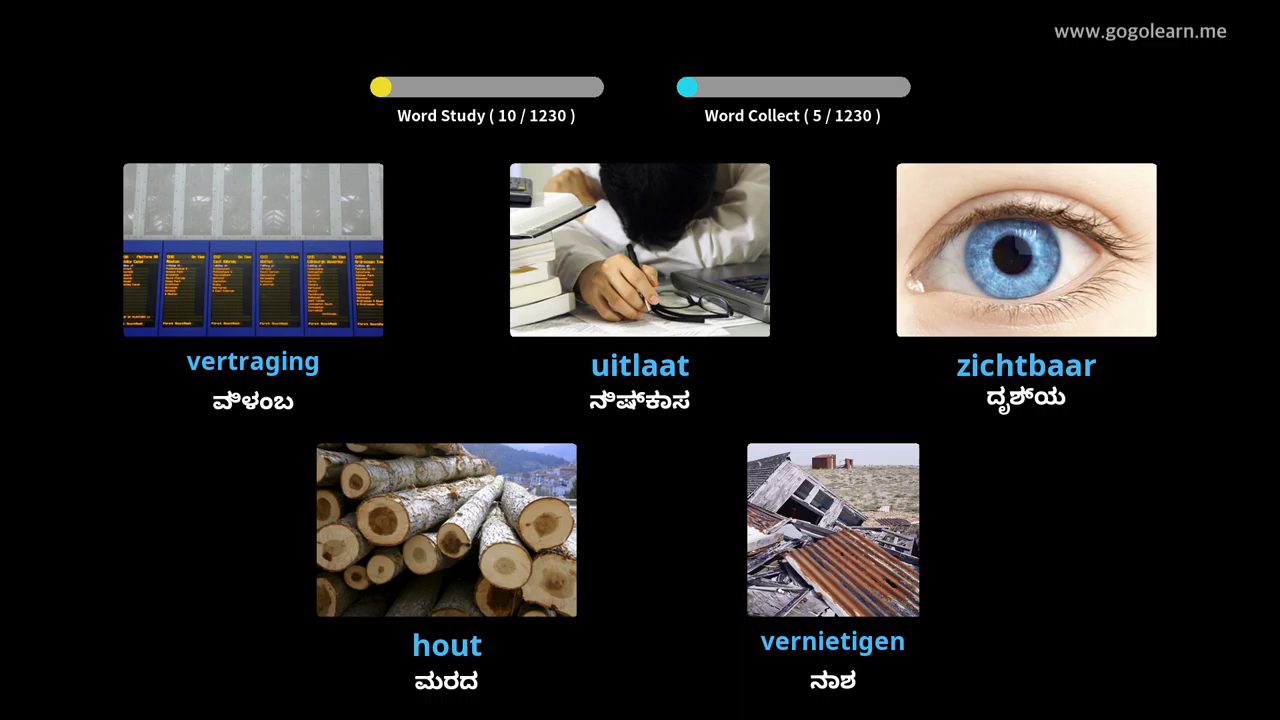 www.gogolearn.me
Word Study ( 10 / 1230 )
Word Collect ( 5 / 1230 )
vertraging
uitlaat
zichtbaar
ವಿಳಂಬ
ನಿಷ್ಕಾಸ
ದೃಶ್ಯ
hout
vernietigen
ಮರದ
ನಾಶ